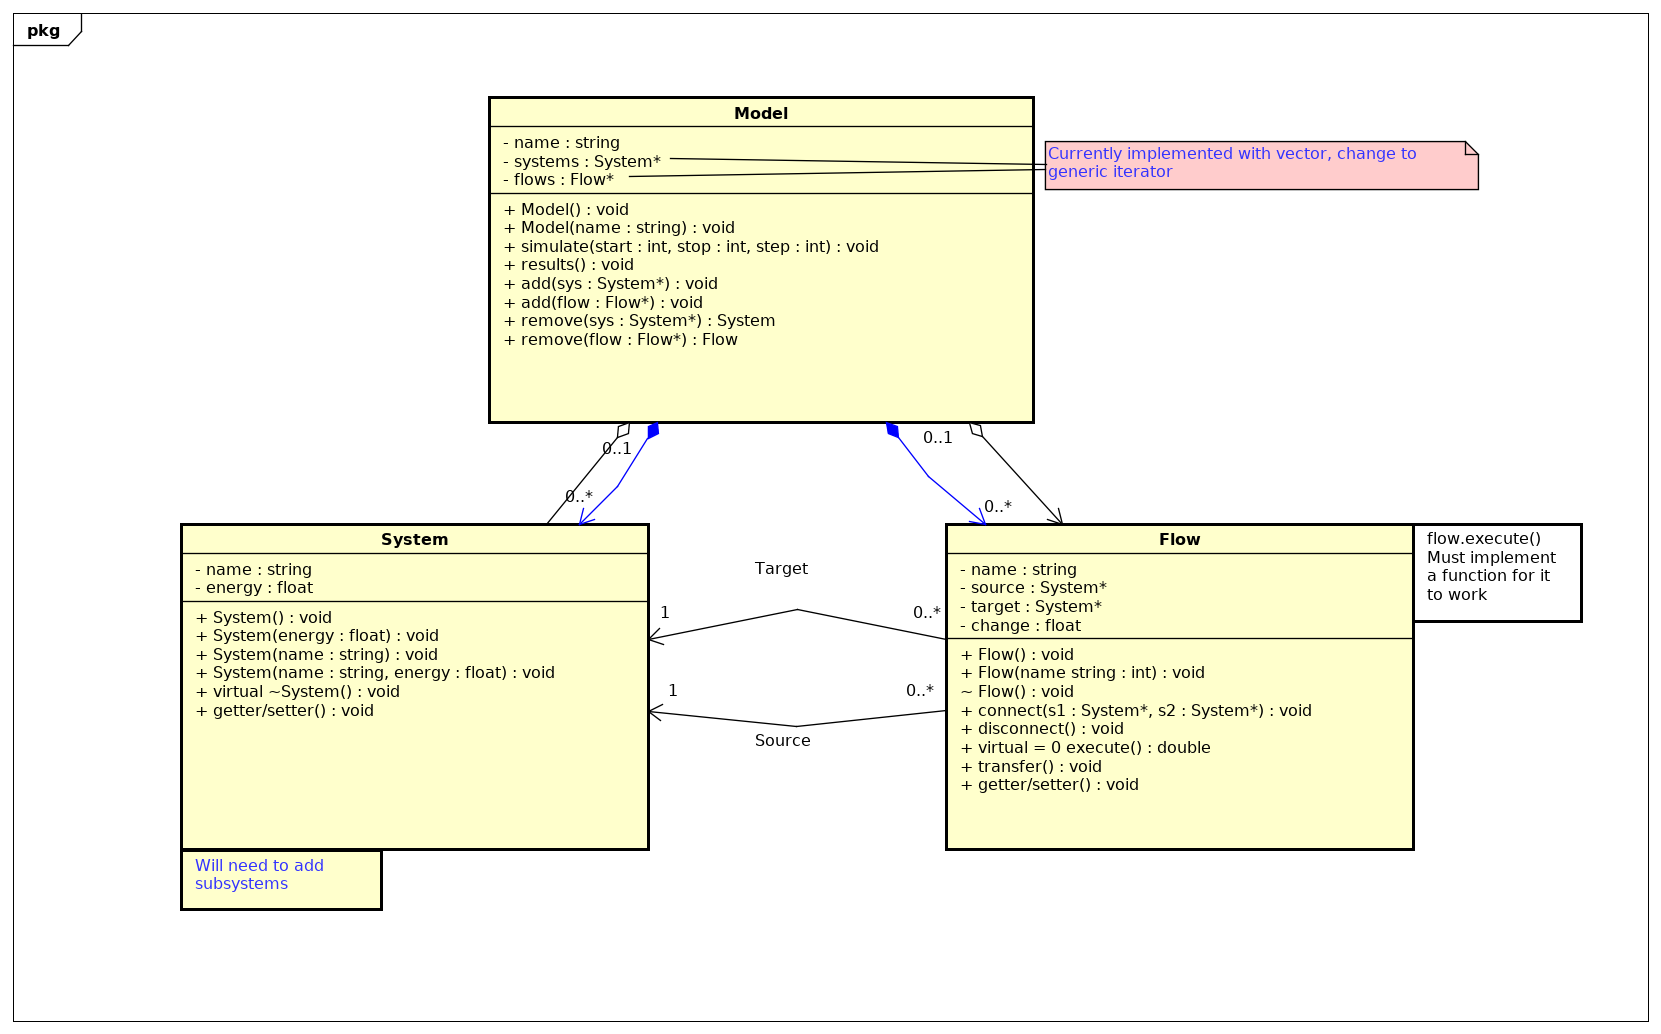 pkg
Model
- name : string
- systems : System*
- flows : Flow*
Currently implemented with vector, change to
generic iterator
+ Model() : void
+ Model(name : string) : void
+ simulate(start : int, stop : int, step : int) : void
+ results() : void
+ add(sys : System*) : void
+ add(flow : Flow*) : void
+ remove(sys : System*) : System
+ remove(flow : Flow*) : Flow
0..1
0..1
0..*
0..*
System
- name : string
- energy : float
+ System() : void
+ System(energy : float) : void
+ System(name : string) : void
+ System(name : string, energy : float) : void
+ virtual ~System() : void
+ getter/setter() : void
Will need to add
subsystems
Target
1
0..*
1
0..*
Source
Flow
- name : string
- source : System*
- target : System*
- change : float
+ Flow() : void
+ Flow(name string : int) : void
~ Flow() : void
+ connect(s1 : System*, s2 : System*) : void
+ disconnect() : void
+ virtual = 0 execute() : double
+ transfer() : void
+ getter/setter() : void
flow.execute()
Must implement
a function for it
to work